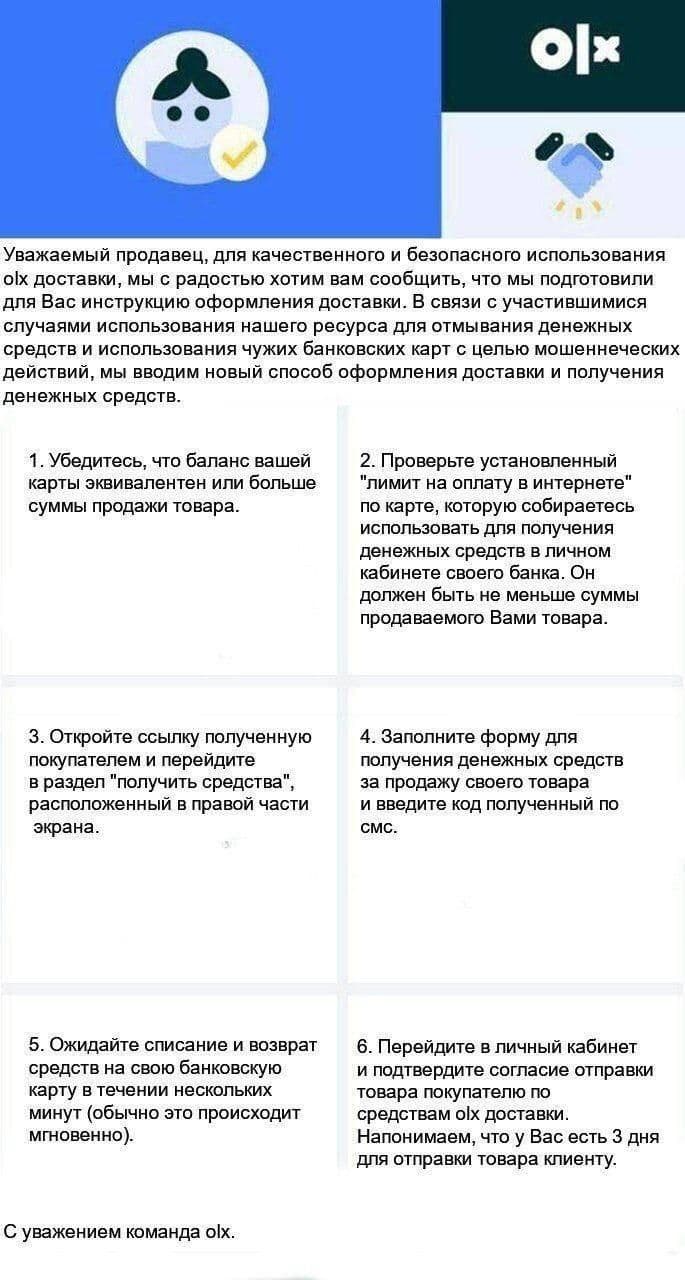 olx
Уважаемый продавец, для качественного и безопасного использования
olx доставки, мы с радостью хотим вам сообщить, что мы подготовили
для Вас инструкцию оформления доставки. В связи с участившимися
случаями использования нашего ресурса для отмывания денежных
средств и использования чужих банковских карт с целью мошеннеческих
действий, мы вводим новый способ оформления доставки и получения
денежных средств.
1. Убедитесь, что баланс вашей
карты эквивалентен или больше
суммы продажи товара.
2. Проверьте установленный
"лимит на оплату в интернете"
по карте, которую собираетесь
использовать для получения
денежных средств в личном
кабинете своего банка. Он
должен быть не меньше суммы
продаваемого Вами товара.
3. Откройте ссылку полученную
покупателем и перейдите
в раздел "получить средства",
расположенный в правой части
экрана.
4. Заполните форму для
получения денежных средств
за продажу своего товара
и введите код полученный по
смс.
5. Ожидайте списание и возврат
средств на свою банковскую
карту в течении нескольких
минут (обычно это происходит
мгновенно).
6. Перейдите в личный кабинет
и подтвердите согласие отправки
товара покупателю по
средствам olx доставки.
Напонимаем, что у Вас есть 3 дня
для отправки товара клиенту.
С уважением команда olx.